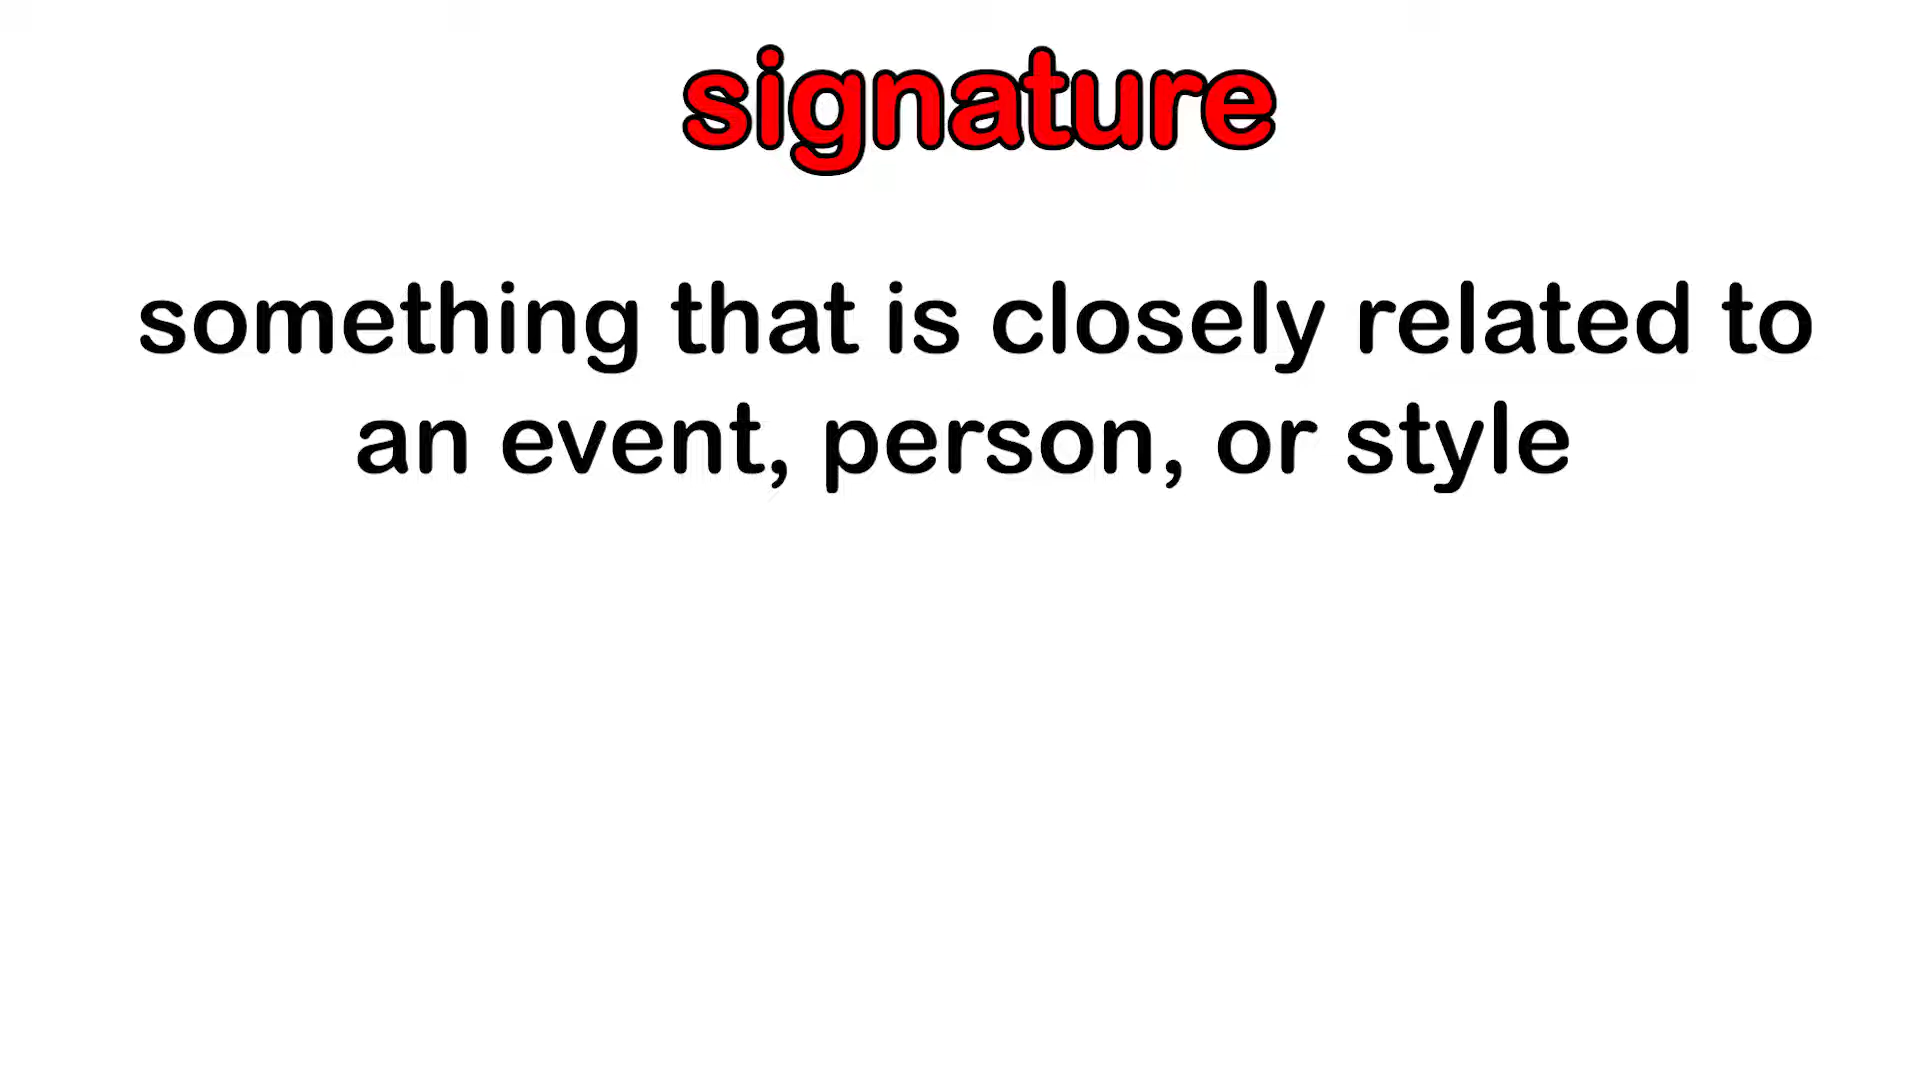 signature
something that is closely related to
an event, person, or style